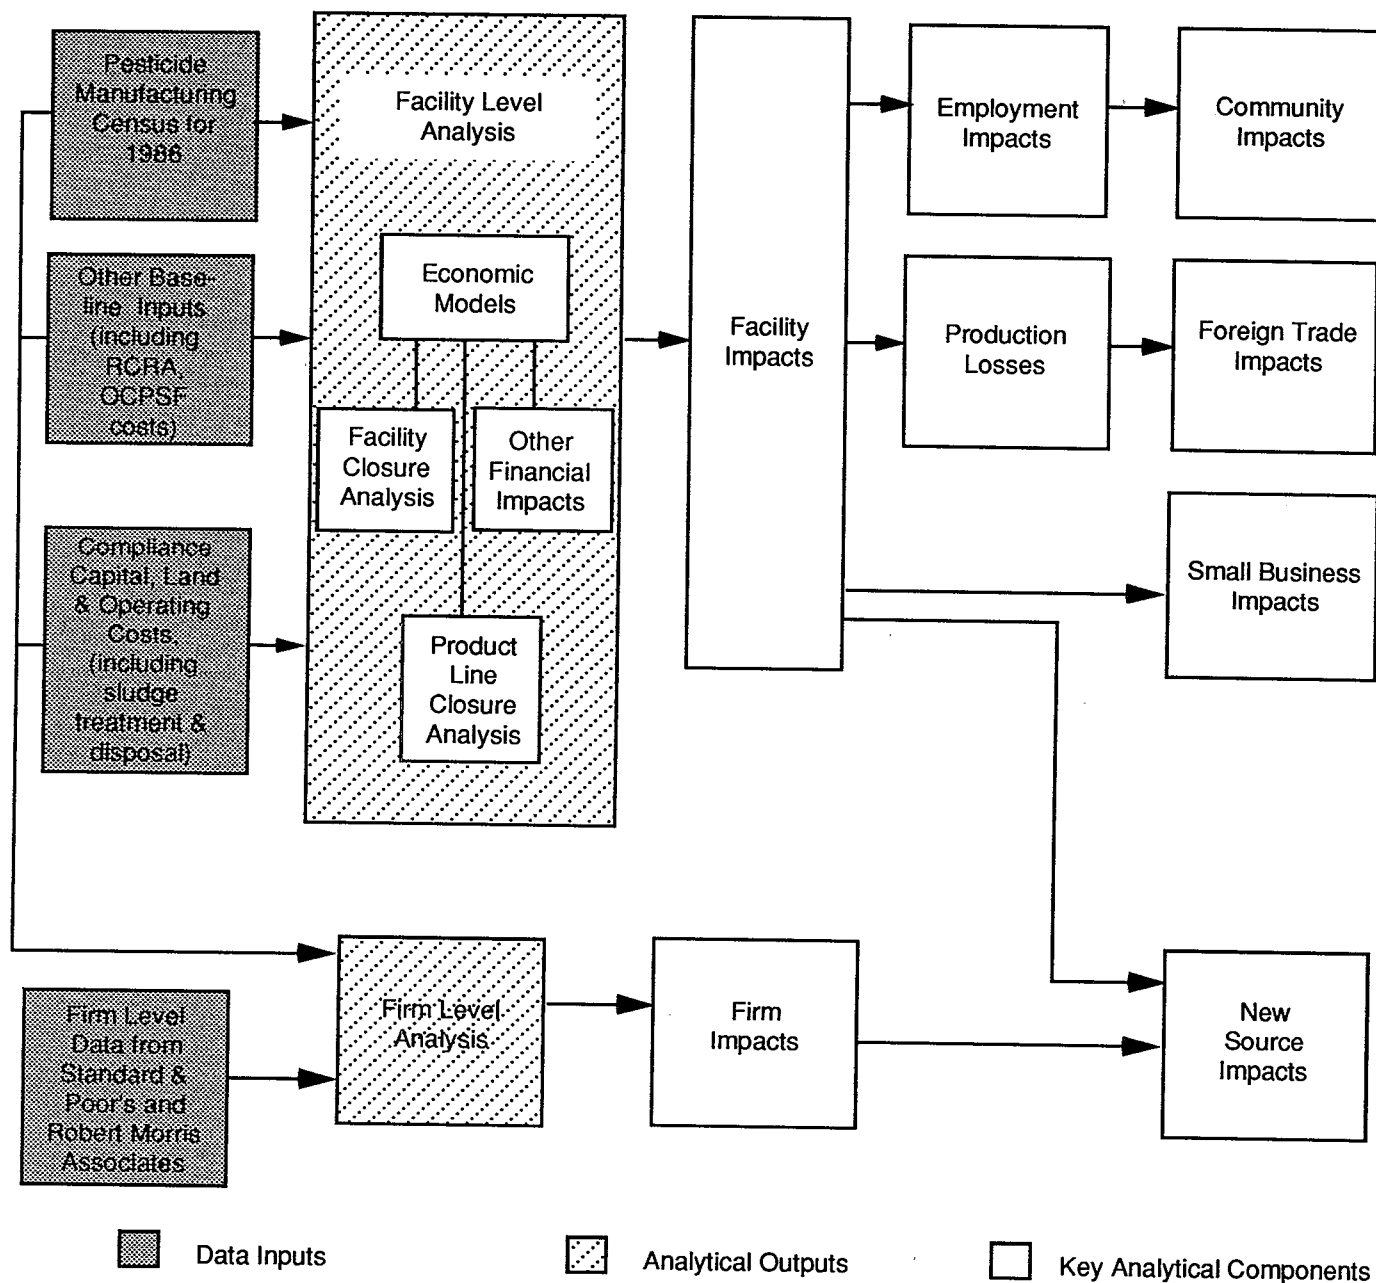 Pesticide
Manufacturing
Census for
1986
Facility Level
Analysis
Employment
Impacts
Community
Impacts
Other Base-
line Inputs
(including
RCRA,
OCPSF
costs)
Economic
Models
Facility
Impacts
Production
Losses
Foreign Trade
Impacts
Facility
Closure
Analysis
Other
Financial
Impacts
Compliance
Capital, Land
& Operating
Costs,
(including
sludge
treatment &
disposal)
Product
Line
Closure
Analysis
Small Business
Impacts
Firm Level
Data from
Standard &
Poor's and
Robert Morris
Associates
Firm Level
Analysis
Firm
Impacts
New
Source
Impacts
Data Inputs
Analytical Outputs
Key Analytical Components